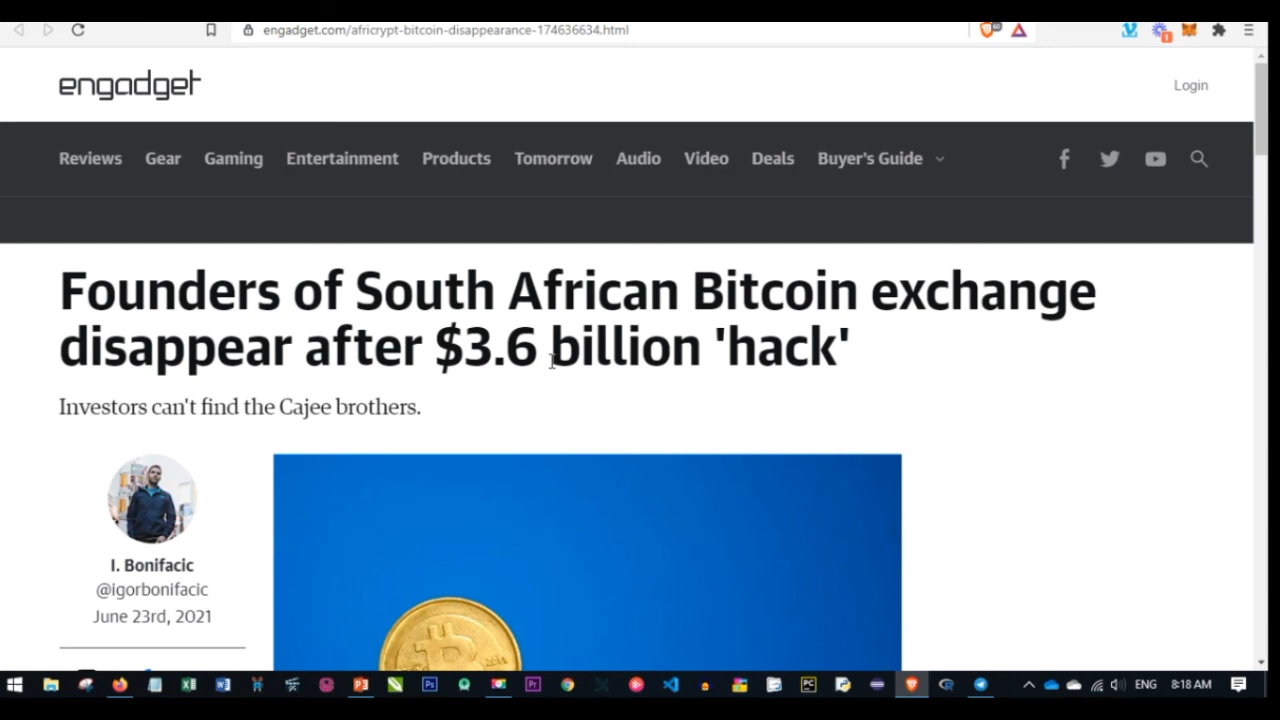 engadget.com/africrypt-bitcoin-disappearance-174636634.html
engadget
Login
Reviews Gear Gaming Entertainment Products Tomorrow Audio Video Deals Buyer's Guide
Founders of South African Bitcoin exchange
disappear after $3.6 billion 'hack'
Investors can't find the Cajee brothers.
I. Bonifacic
@igorbonifacic
June 23rd, 2021
ENG 8:18 AM